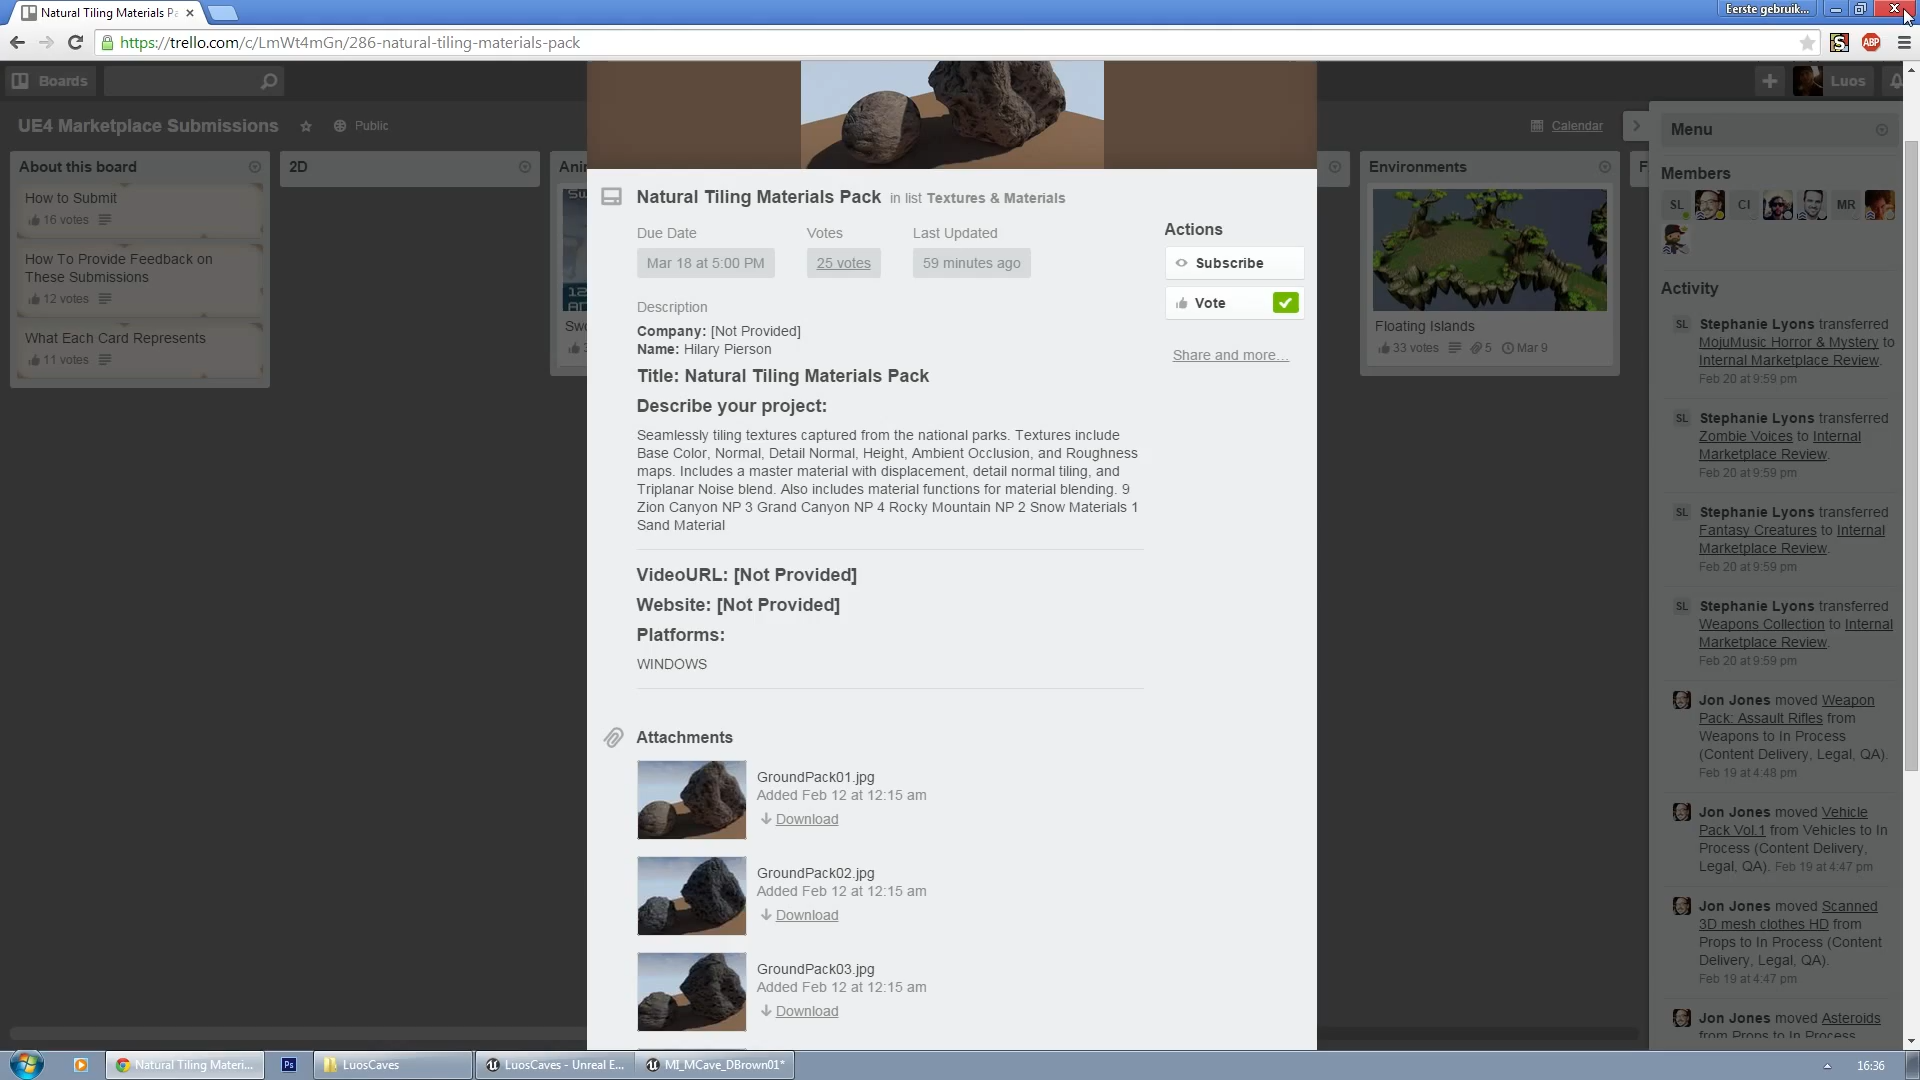 Natural Tiling Materials Pa
Eerste gebruik...
https://trello.com/c/LmWt4mGn/286-natural-tiling-materials-pack
ABP
Boards
Luos
UE4 Marketplace Submissions
Public
Calendar
About this board
How to Submit
16 votes
How To Provide Feedback on
These Submissions
12 votes
What Each Card Represents
11 votes
2D
Natural Tiling Materials Pack in list Textures & Materials
Due Date
Votes
Last Updated
Mar 18 at 5:00 PM
25 votes
59 minutes ago
Description
Company: [Not Provided]
Name: Hilary Pierson
Title: Natural Tiling Materials Pack
Describe your project:
Seamlessly tiling textures captured from the national parks. Textures include
Base Color, Normal, Detail Normal, Height, Ambient Occlusion, and Roughness
maps. Includes a master material with displacement, detail normal tiling, and
Triplanar Noise blend. Also includes material functions for material blending. 9
Zion Canyon NP 3 Grand Canyon NP 4 Rocky Mountain NP 2 Snow Materials 1
Sand Material
VideoURL: [Not Provided]
Website: [Not Provided]
Platforms:
WINDOWS
Attachments
GroundPack01.jpg
Added Feb 12 at 12:15 am
Download
GroundPack02.jpg
Added Feb 12 at 12:15 am
Download
GroundPack03.jpg
Added Feb 12 at 12:15 am
Download
Actions
Subscribe
Vote
Share and more...
Environments
Floating Islands
33 votes
5
Mar 9
Menu
Members
SL
CI
MR
Activity
SL
Stephanie Lyons transferred
MojuMusic Horror & Mystery to
Internal Marketplace Review.
Feb 20 at 9:59 pm
SL
Stephanie Lyons transferred
Zombie Voices to Internal
Marketplace Review.
Feb 20 at 9:59 pm
SL
Stephanie Lyons transferred
Fantasy Creatures to Internal
Marketplace Review.
Feb 20 at 9:59 pm
SL
Stephanie Lyons transferred
Weapons Collection to Internal
Marketplace Review.
Feb 20 at 9:59 pm
Jon Jones moved Weapon
Pack: Assault Rifles from
Weapons to In Process
(Content Delivery, Legal, QA).
Feb 19 at 4:48 pm
Jon Jones moved Vehicle
Pack Vol.1 from Vehicles to In
Process (Content Delivery,
Legal, QA). Feb 19 at 4:47 pm
Jon Jones moved Scanned
3D mesh clothes HD from
Props to In Process (Content
Delivery, Legal, QA).
Feb 19 at 4:47 pm
Jon Jones moved Asteroids
from Props to In Process
Natural Tiling Materi...
Ps
LuosCaves
LuosCaves - Unreal E...
MI_MCave_DBrown01*
16:36